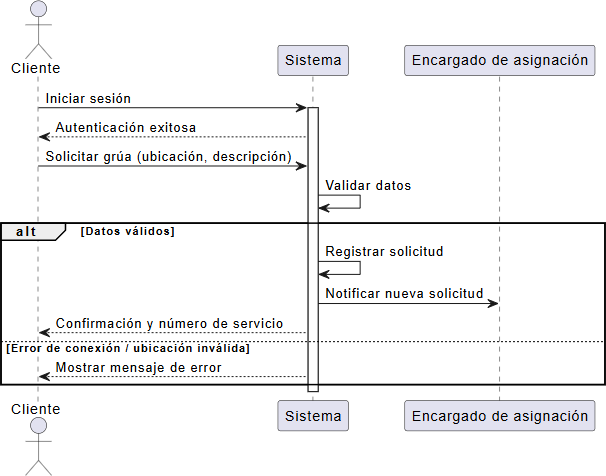 Cliente
Sistema
Encargado de asignación
Iniciar sesión
Autenticación exitosa
Solicitar grúa (ubicación, descripción)
Validar datos
alt
[Datos válidos]
Registrar solicitud
Notificar nueva solicitud
Confirmación y número de servicio
[Error de conexión / ubicación inválida]
Mostrar mensaje de error
Cliente
Sistema
Encargado de asignación